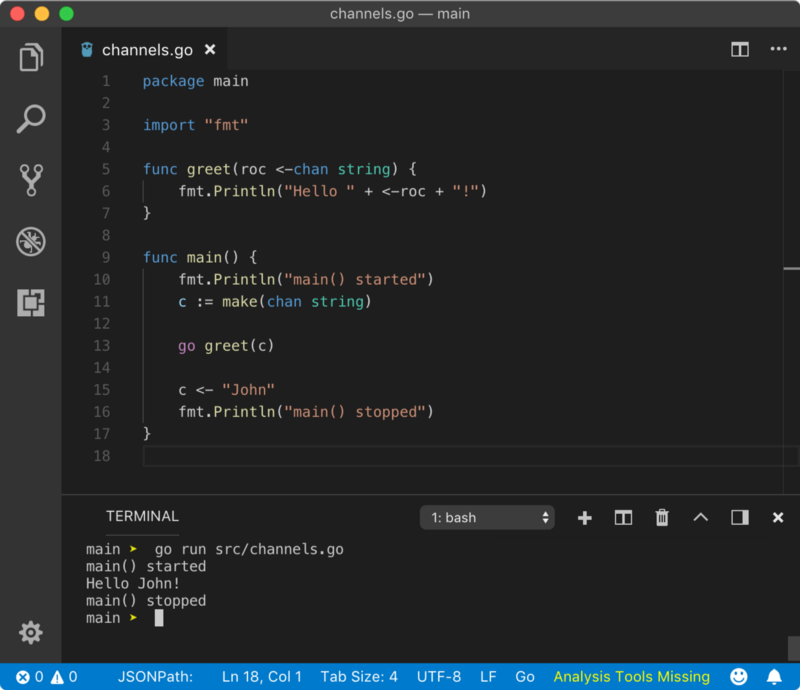 channels.go — main
channels.go
1 package main
2
3 import "fmt"
4
5 func greet(roc <-chan string) {
6     fmt.Println("Hello " + <-roc + "!")
7 }
8
9 func main() {
10     fmt.Println("main() started")
11     c := make(chan string)
12
13     go greet(c)
14
15     c <- "John"
16     fmt.Println("main() stopped")
17 }
18
TERMINAL 1: bash
main ➤ go run src/channels.go
main() started
Hello John!
main() stopped
main ➤
0 0 JSONPath: Ln 18, Col 1 Tab Size: 4 UTF-8 LF Go Analysis Tools Missing